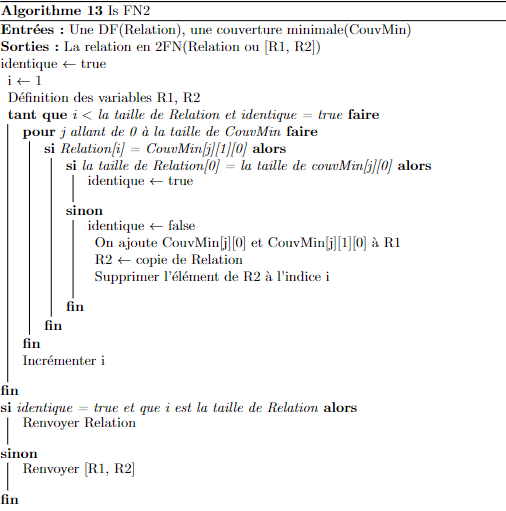 Algorithme 13 Is FN2
Entrées : Une DF(Relation), une couverture minimale(CouvMin)
Sorties : La relation en 2FN(Relation ou [R1, R2])
identique ← true
i ← 1
Définition des variables R1, R2
tant que i < la taille de Relation et identique = true faire
pour j allant de 0 à la taille de CouvMin faire
si Relation[i] = CouvMin[j][1][0] alors
si la taille de Relation[0] = la taille de couvMin[j][0] alors
identique ← true
sinon
identique ← false
On ajoute CouvMin[j][0] et CouvMin[j][1][0] à R1
R2 ← copie de Relation
Supprimer l'élément de R2 à l'indice i
fin
fin
fin
Incrémenter i
fin
si identique = true et que i est la taille de Relation alors
Renvoyer Relation
sinon
Renvoyer [R1, R2]
fin